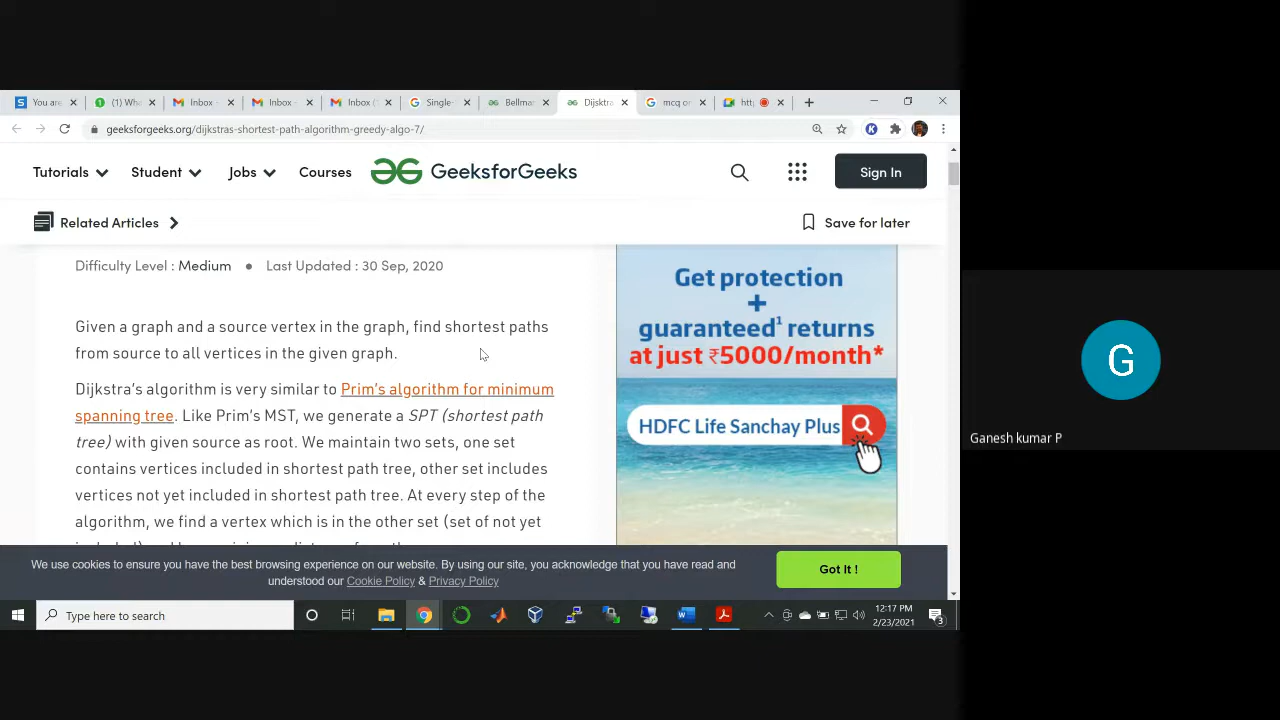 You are
(1) Wha
Inbox -
Inbox -
Inbox (1
Single-
Bellma
Dijsktra
mcq or
http
geeksforgeeks.org/dijkstras-shortest-path-algorithm-greedy-algo-7/
Tutorials
Student
Jobs
Courses
GeeksforGeeks
Sign In
Related Articles
Save for later
Difficulty Level : Medium ● Last Updated : 30 Sep, 2020
Given a graph and a source vertex in the graph, find shortest paths
from source to all vertices in the given graph.
Dijkstra's algorithm is very similar to Prim's algorithm for minimum
spanning tree. Like Prim's MST, we generate a SPT (shortest path
tree) with given source as root. We maintain two sets, one set
contains vertices included in shortest path tree, other set includes
vertices not yet included in shortest path tree. At every step of the
algorithm, we find a vertex which is in the other set (set of not yet
Get protection
+
guaranteed¹ returns
at just ₹5000/month*
HDFC Life Sanchay Plus
We use cookies to ensure you have the best browsing experience on our website. By using our site, you acknowledge that you have read and
understood our Cookie Policy & Privacy Policy
Got It !
Type here to search
12:17 PM
2/23/2021
3
G
Ganesh kumar P